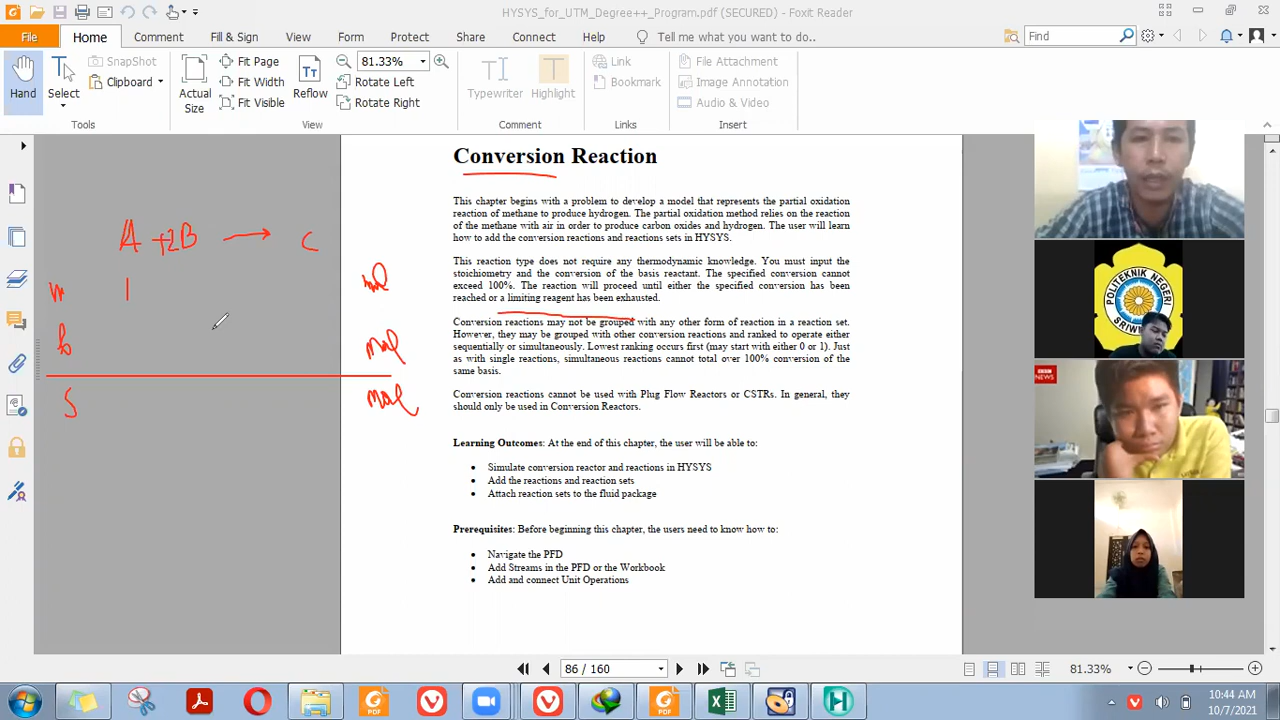 HYSYS_for_UTM_Degree++_Program.pdf (SECURED) - Foxit Reader
File Home Comment Fill & Sign View Form Protect Share Connect Help Tell me what you want to do.. Find
Hand
Select
SnapShot
Clipboard
Actual Size
Fit Page
Fit Width
Fit Visible
Reflow
81.33%
Rotate Left
Rotate Right
Typewriter
Highlight
Link
Bookmark
File Attachment
Image Annotation
Audio & Video
Tools View Comment Links Insert
Conversion Reaction
This chapter begins with a problem to develop a model that represents the partial oxidation
reaction of methane to produce hydrogen. The partial oxidation method relies on the reaction
of the methane with air in order to produce carbon oxides and hydrogen. The user will learn
how to add the conversion reactions and reactions sets in HYSYS.
This reaction type does not require any thermodynamic knowledge. You must input the
stoichiometry and the conversion of the basis reactant. The specified conversion cannot
exceed 100%. The reaction will proceed until either the specified conversion has been
reached or a limiting reagent has been exhausted.
Conversion reactions may not be grouped with any other form of reaction in a reaction set.
However, they may be grouped with other conversion reactions and ranked to operate either
sequentially or simultaneously. Lowest ranking occurs first (may start with either 0 or 1). Just
as with single reactions, simultaneous reactions cannot total over 100% conversion of the
same basis.
Conversion reactions cannot be used with Plug Flow Reactors or CSTRs. In general, they
should only be used in Conversion Reactors.
Learning Outcomes: At the end of this chapter, the user will be able to:
• Simulate conversion reactor and reactions in HYSYS
• Add the reactions and reaction sets
• Attach reaction sets to the fluid package
Prerequisites: Before beginning this chapter, the users need to know how to:
• Navigate the PFD
• Add Streams in the PFD or the Workbook
• Add and connect Unit Operations
A + 2B → C
m 1 mol
b mol
s mol
POLITEKNIK NEGERI
SRIWIJ
BBC NEWS
86 / 160
81.33%
10:44 AM
10/7/2021